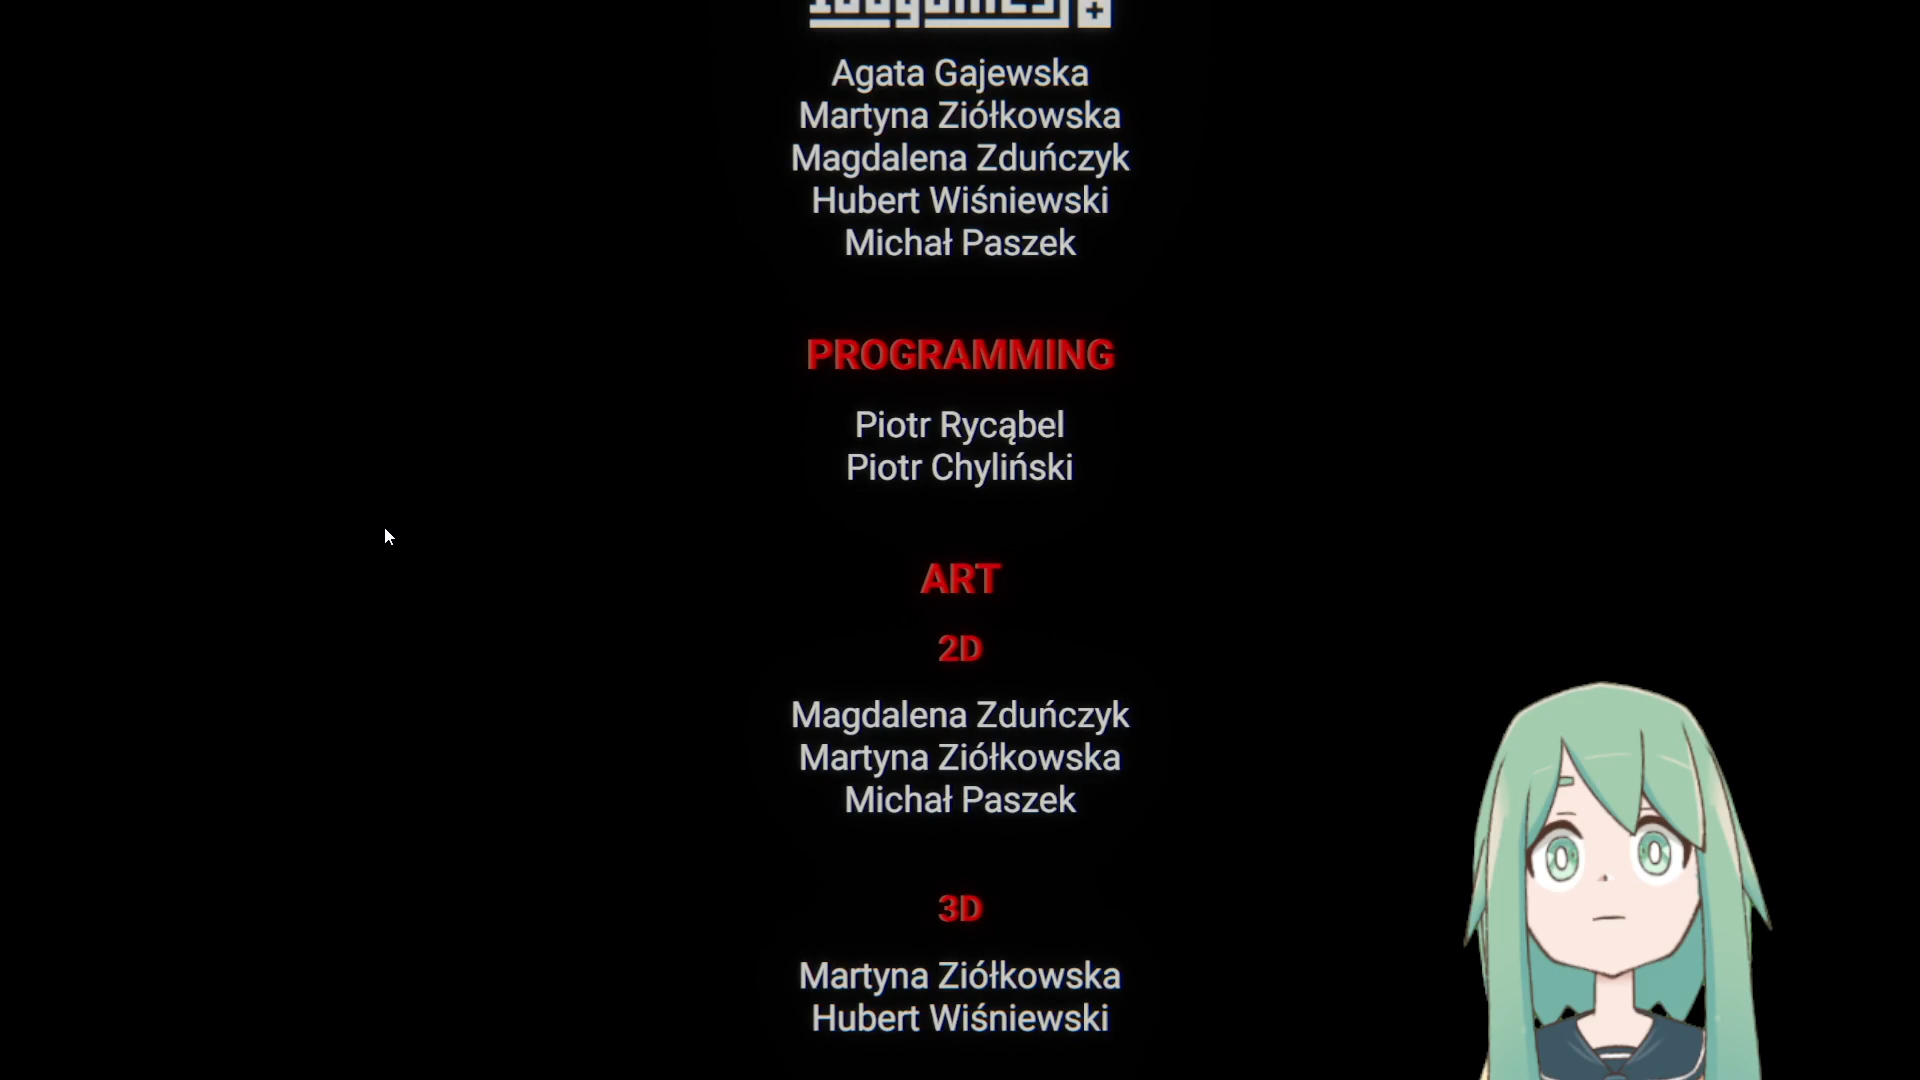 Agata Gajewska
Martyna Ziółkowska
Magdalena Zduńczyk
Hubert Wiśniewski
Michał Paszek
PROGRAMMING
Piotr Rycąbel
Piotr Chyliński
ART
2D
Magdalena Zduńczyk
Martyna Ziółkowska
Michał Paszek
3D
Martyna Ziółkowska
Hubert Wiśniewski